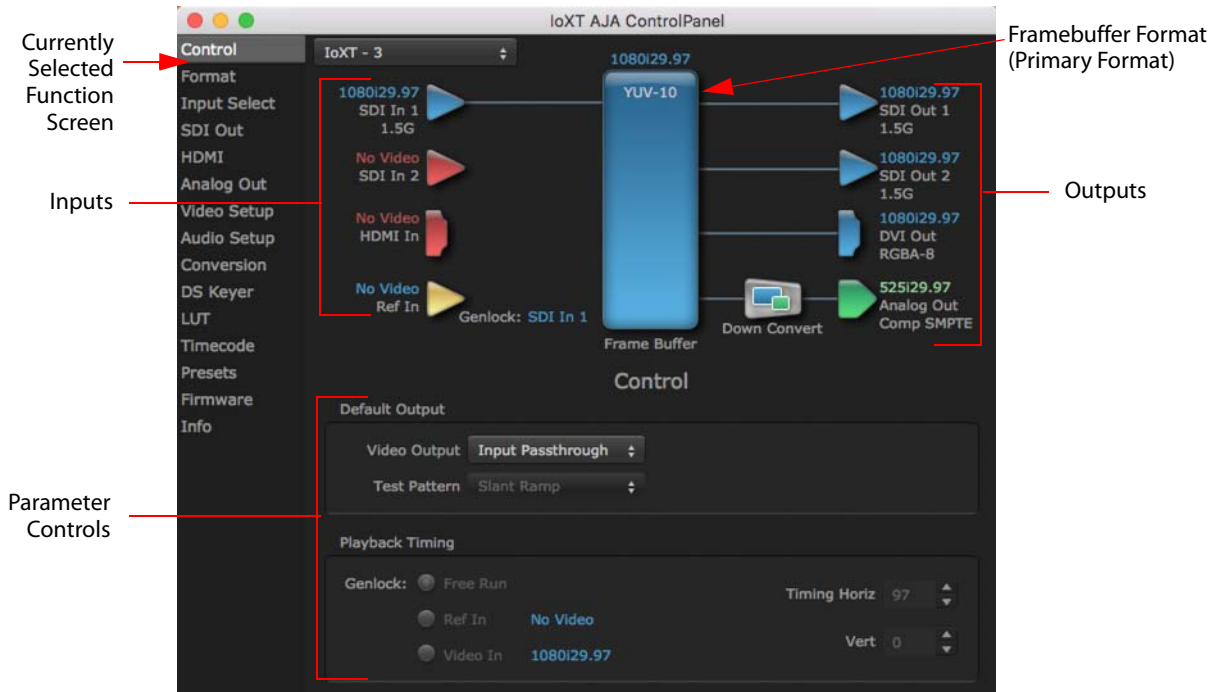 IoXT AJA ControlPanel
Currently
Selected
Function
Screen
Framebuffer Format
(Primary Format)
Inputs
Outputs
Parameter
Controls
Control
Format
Input Select
SDI Out
HDMI
Analog Out
Video Setup
Audio Setup
Conversion
DS Keyer
LUT
Timecode
Presets
Firmware
Info
IoXT - 3
1080i29.97
SDI In 1
1.5G
No Video
SDI In 2
No Video
HDMI In
No Video
Ref In
Genlock: SDI In 1
1080i29.97
YUV-10
Frame Buffer
Down Convert
1080i29.97
SDI Out 1
1.5G
1080i29.97
SDI Out 2
1.5G
1080i29.97
DVI Out
RGBA-8
525i29.97
Analog Out
Comp SMPTE
Control
Default Output
Video Output Input Passthrough
Test Pattern Slant Ramp
Playback Timing
Genlock: Free Run
Ref In No Video
Video In 1080i29.97
Timing Horiz 97
Vert 0